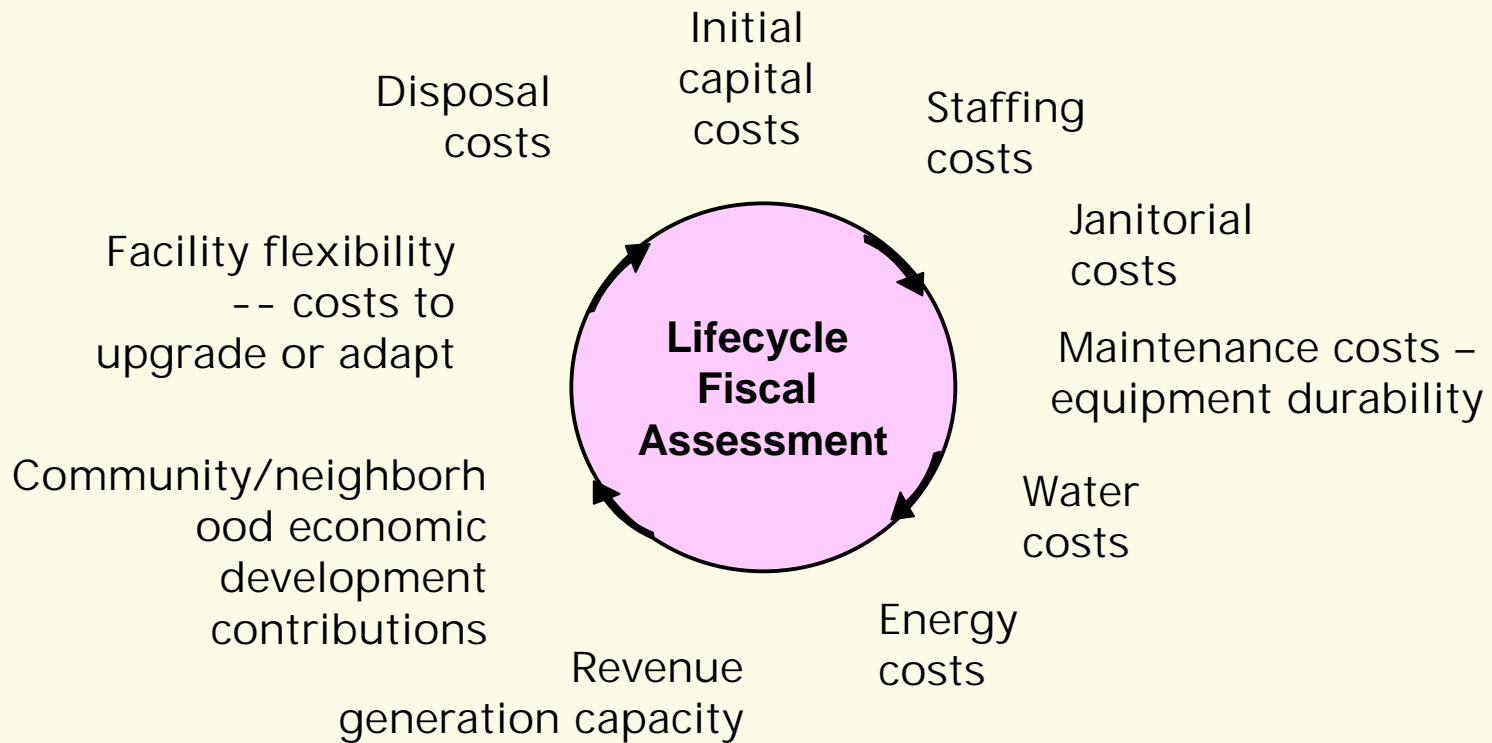 Initial
capital
costs
Staffing
costs
Janitorial
costs
Maintenance costs –
equipment durability
Water
costs
Energy
costs
Revenue
generation capacity
Community/neighborh
ood economic
development
contributions
Facility flexibility
-- costs to
upgrade or adapt
Disposal
costs
Lifecycle
Fiscal
Assessment